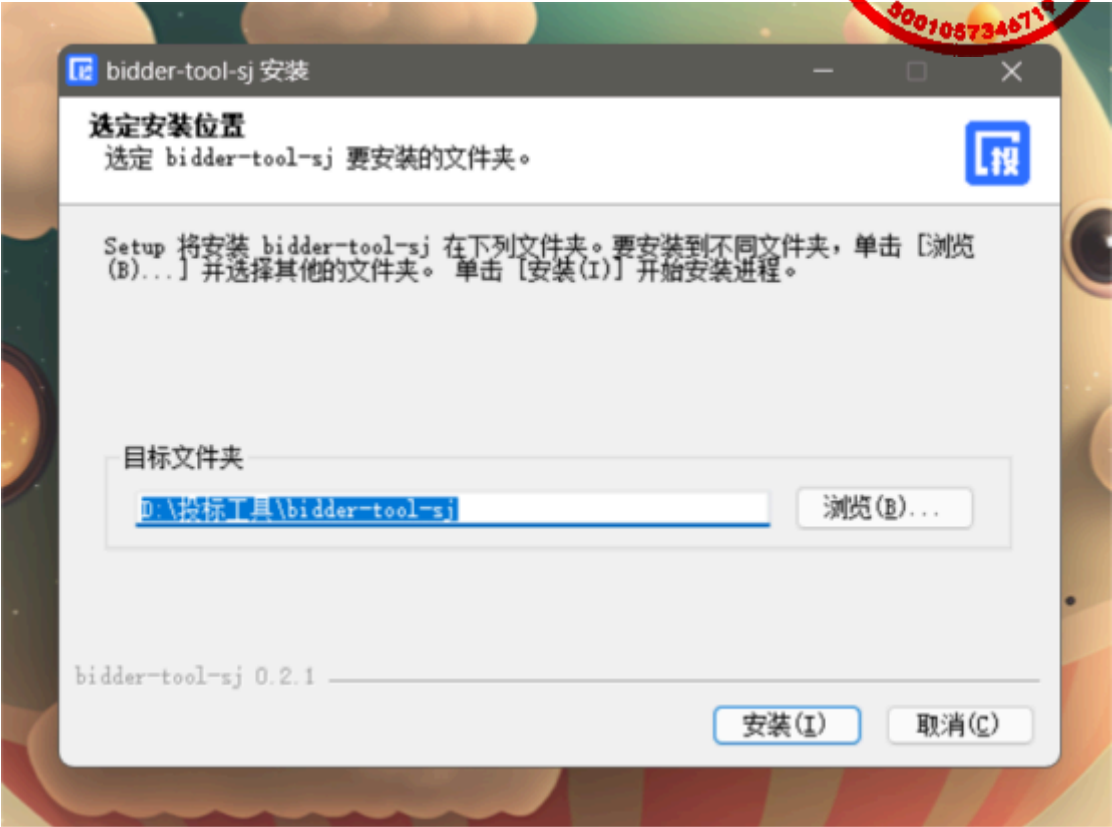 5001087346719
bidder-tool-sj 安装
选定安装位置
选定 bidder-tool-sj 要安装的文件夹。
投
Setup 将安装 bidder-tool-sj 在下列文件夹。要安装到不同文件夹，单击 [浏览
(B)...] 并选择其他的文件夹。 单击 [安装(I)] 开始安装进程。
目标文件夹
D:\投标工具\bidder-tool-sj
浏览(B)...
bidder-tool-sj 0.2.1
安装(I)
取消(C)